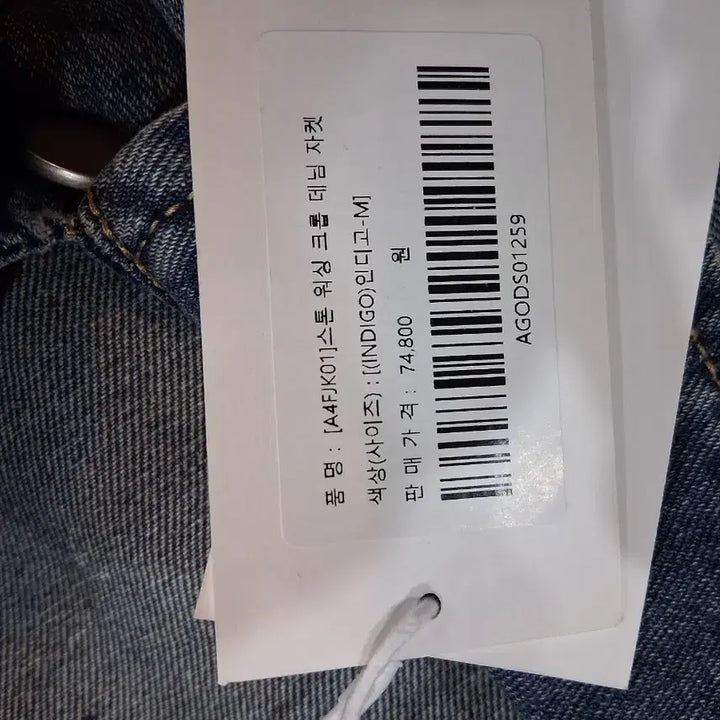 품 명 : [A4FJK01]스톤 워싱 크롭 데님 자켓
색상(사이즈) : [(INDIGO)인디고-M]
판 매 가 격 : 74,800 원
AGODS01259